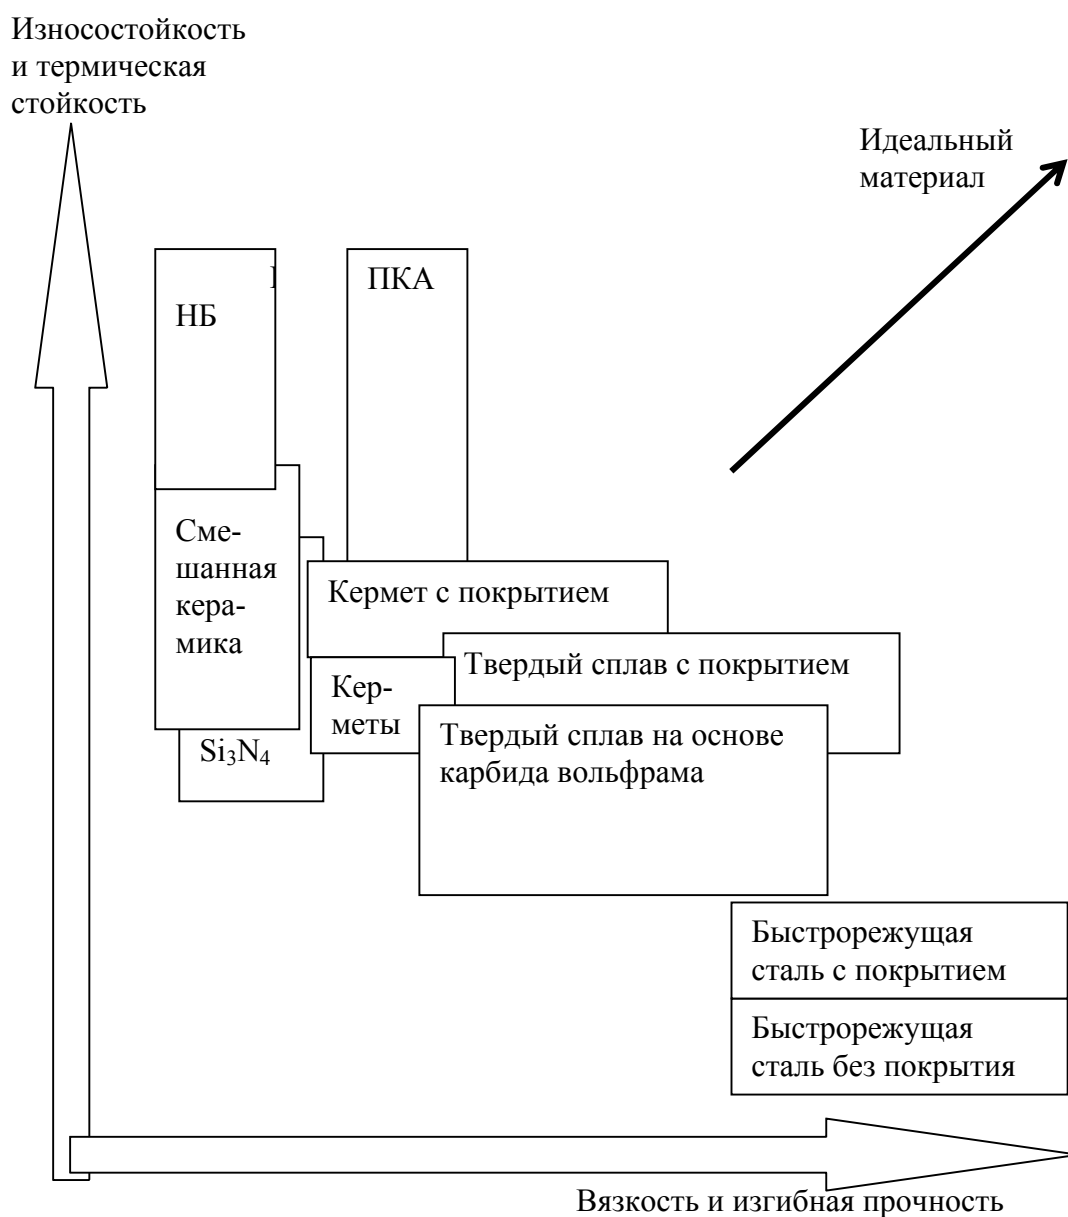 Износостойкость
и термическая
стойкость
Идеальный
материал
НБ
ПКА
Сме-
шанная
кера-
мика
Кермет с покрытием
Твердый сплав с покрытием
Кер-
меты
Si₃N₄
Твердый сплав на основе
карбида вольфрама
Быстрорежущая
сталь с покрытием
Быстрорежущая
сталь без покрытия
Вязкость и изгибная прочность